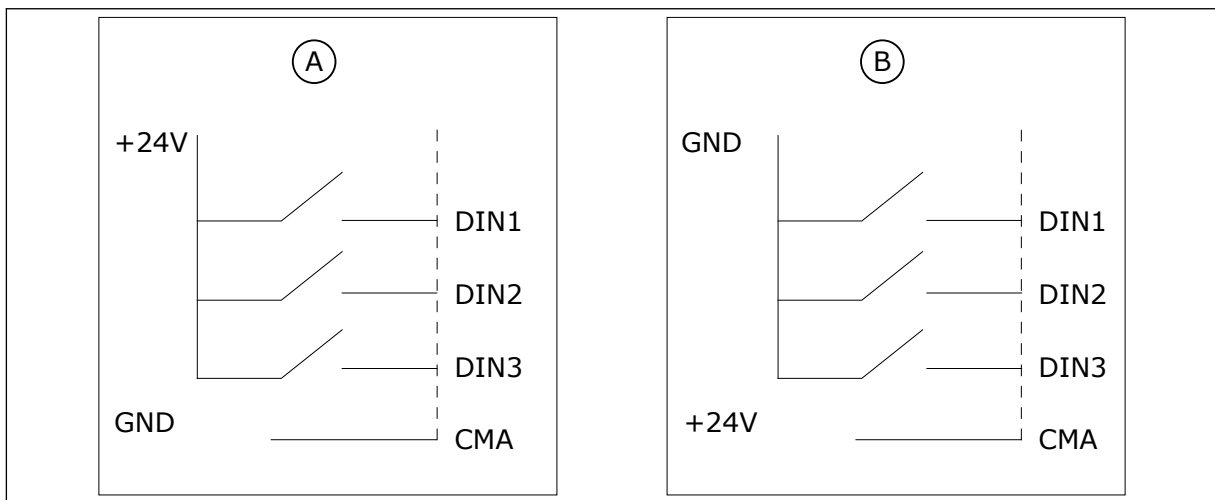 A
+24V
DIN1
DIN2
DIN3
GND
CMA
B
GND
DIN1
DIN2
DIN3
+24V
CMA